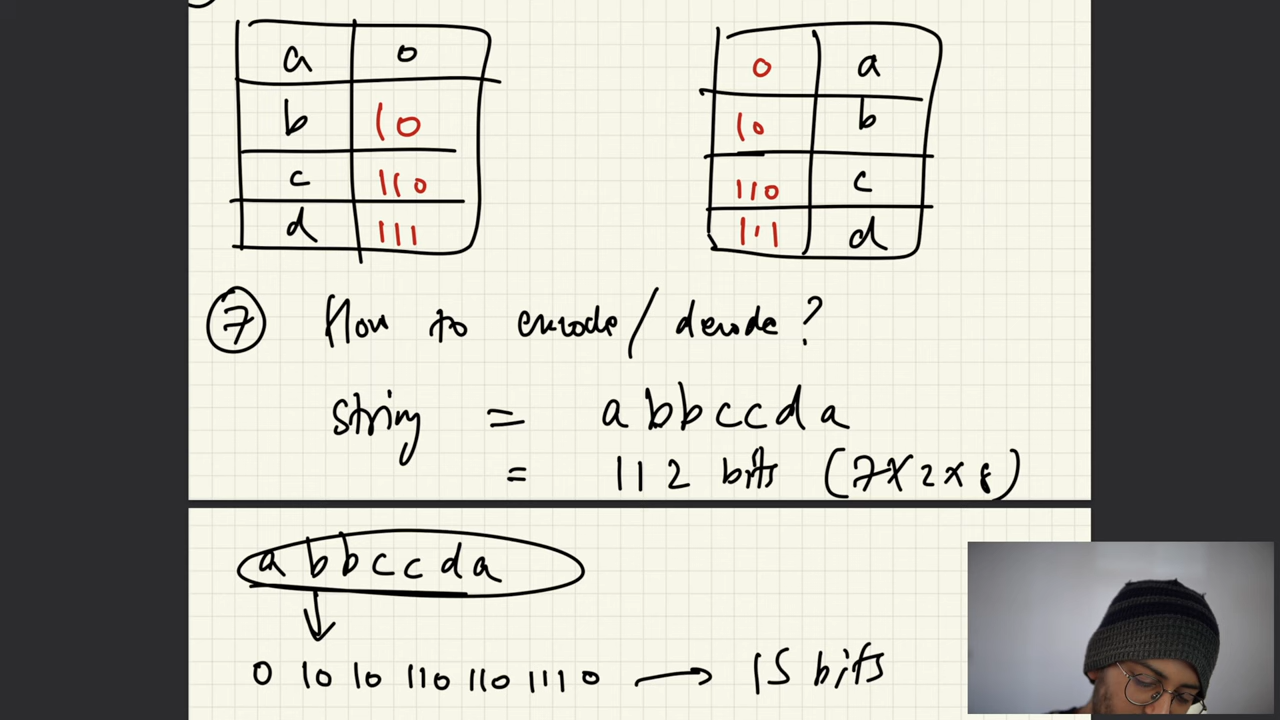 a 0
b 10
c 110
d 111
0 a
10 b
110 c
111 d
7 How to encode/decode?
string = abbccda
= 112 bits (7×2×8)
abbccda
0 10 10 110 110 111 0 → 15 bits